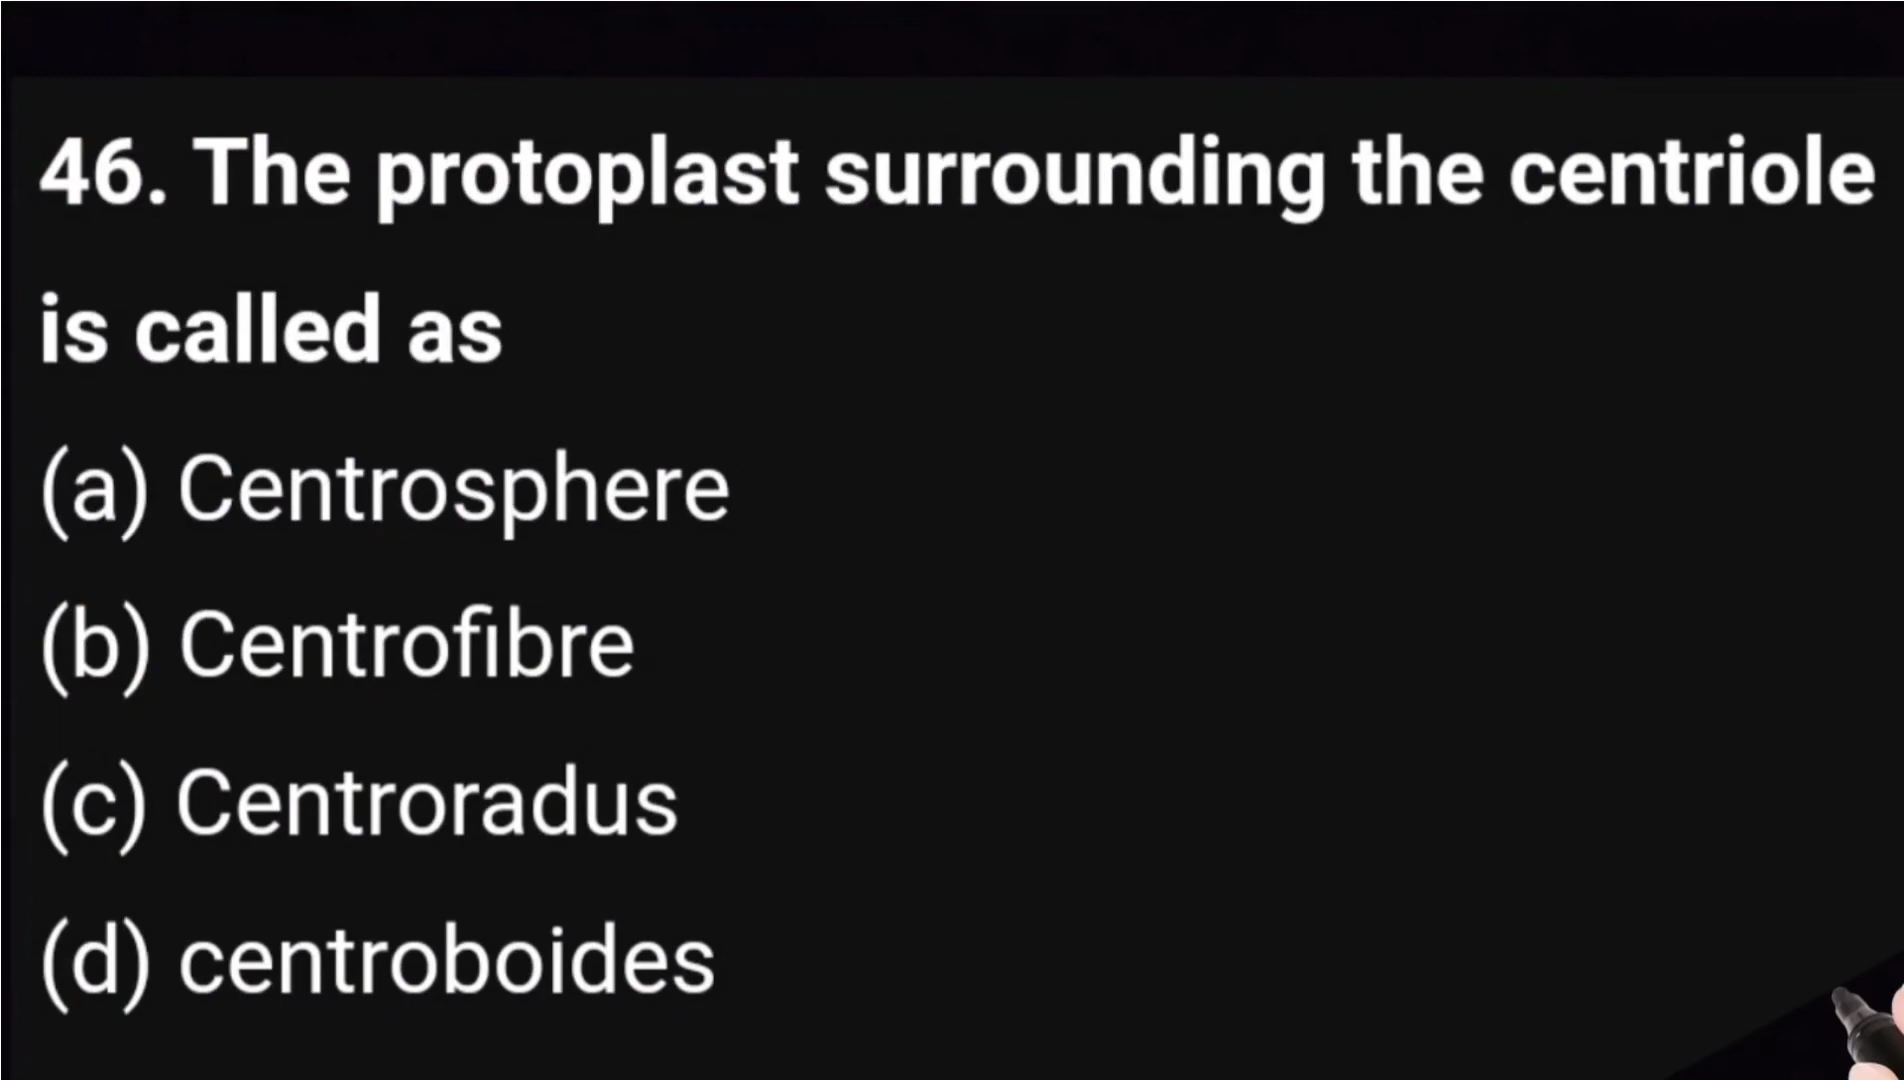 46. The protoplast surrounding the centriole
is called as
(a) Centrosphere
(b) Centrofibre
(c) Centroradus
(d) centroboides